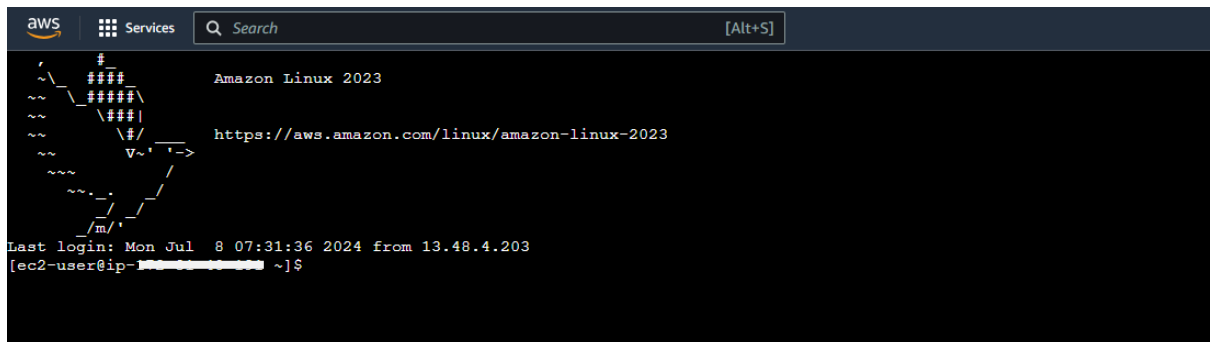 aws Services Search [Alt+S]
   ,     #_
   ~\_  ####_        Amazon Linux 2023
  ~~  \_#####\
  ~~     \###|
  ~~       \#/ ___   https://aws.amazon.com/linux/amazon-linux-2023
   ~~       V~' '->
    ~~~         /
      ~~._.   _/
         _/ _/
       _/m/'
Last login: Mon Jul  8 07:31:36 2024 from 13.48.4.203
[ec2-user@ip- ~]$